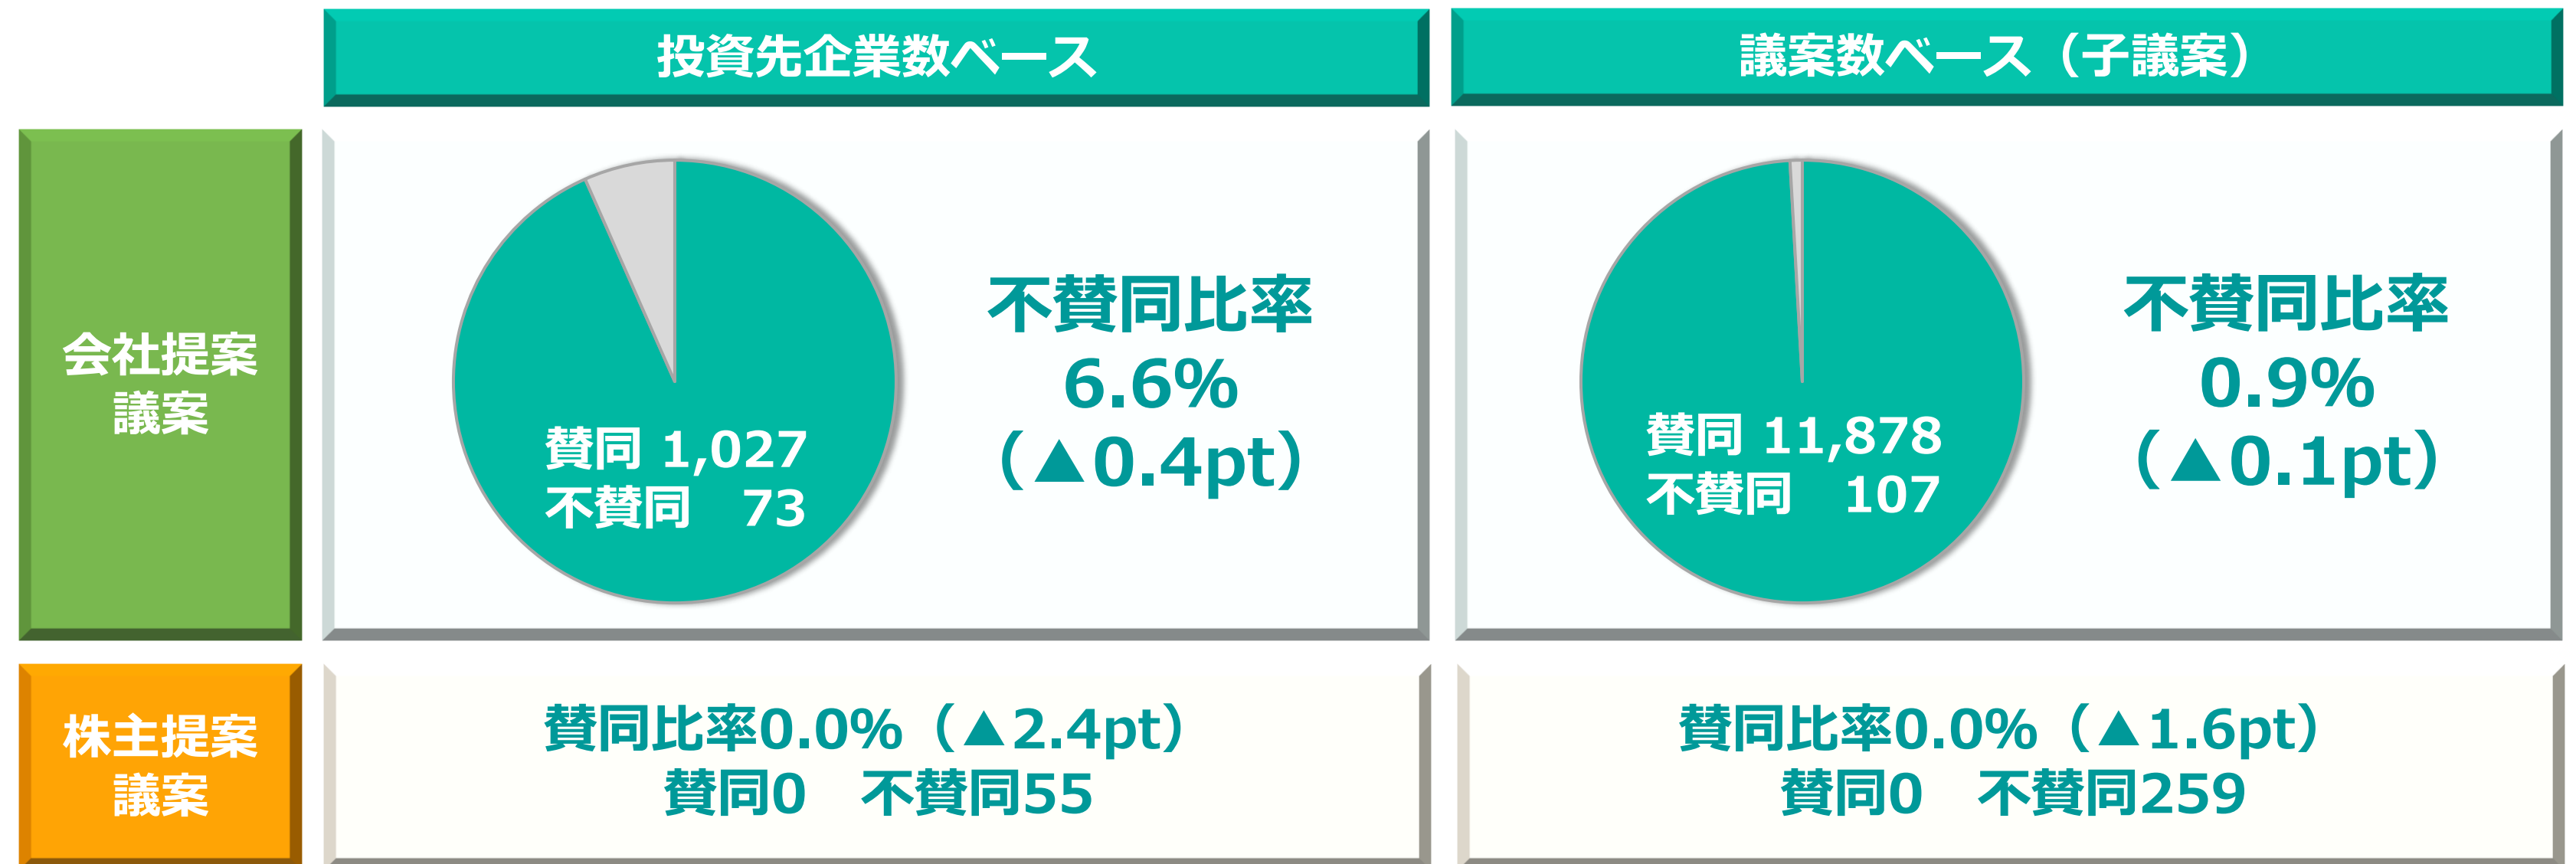 投資先企業数ベース
議案数ベース（子議案）
会社提案
議案
賛同 1,027
不賛同　73
不賛同比率
6.6%
（▲0.4pt）
賛同 11,878
不賛同　107
不賛同比率
0.9%
（▲0.1pt）
株主提案
議案
賛同比率0.0%（▲2.4pt）
賛同0　不賛同55
賛同比率0.0%（▲1.6pt）
賛同0　不賛同259